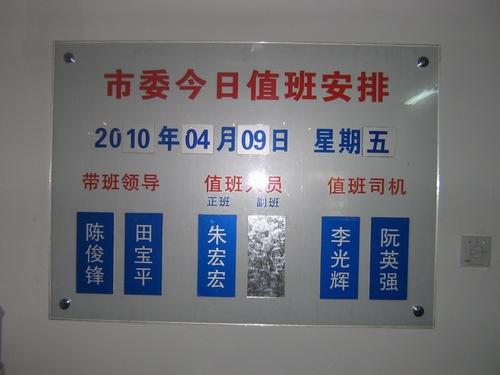 市委今日值班安排
2010年04月09日 星期五
带班领导 值班人员 值班司机
正班 副班
陈俊锋 田宝平 朱宏宏 李光辉 阮英强